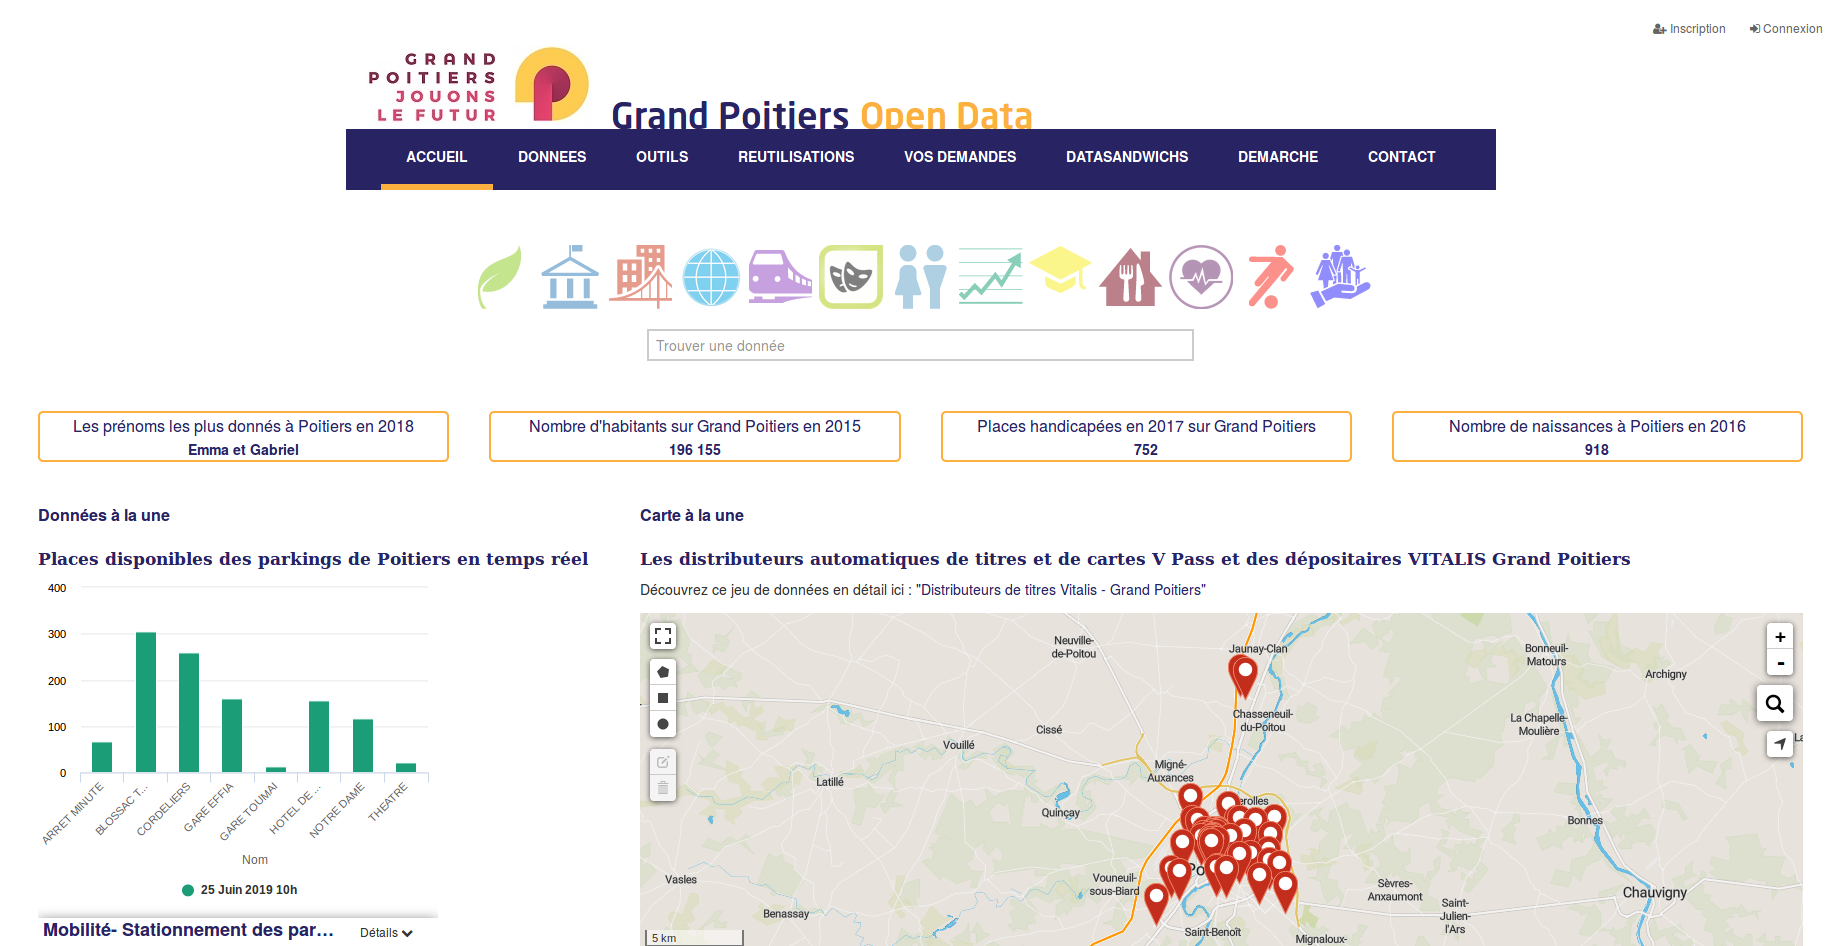 Inscription
Connexion
GRAND
POITIERS
JOUONS
LE FUTUR
Grand Poitiers Open Data
ACCUEIL
DONNEES
OUTILS
REUTILISATIONS
VOS DEMANDES
DATASANDWICHS
DEMARCHE
CONTACT
Trouver une donnée
Les prénoms les plus donnés à Poitiers en 2018
Emma et Gabriel
Nombre d'habitants sur Grand Poitiers en 2015
196 155
Places handicapées en 2017 sur Grand Poitiers
752
Nombre de naissances à Poitiers en 2016
918
Données à la une
Places disponibles des parkings de Poitiers en temps réel
400
300
200
100
0
ARRET MINUTE
BLOSSAC T...
CORDELIERS
GARE EFFIA
GARE TOUMAI
HOTEL DE ...
NOTRE DAME
THEATRE
Nom
25 Juin 2019 10h
Mobilité- Stationnement des par...
Détails
Carte à la une
Les distributeurs automatiques de titres et de cartes V Pass et des dépositaires VITALIS Grand Poitiers
Découvrez ce jeu de données en détail ici : "Distributeurs de titres Vitalis - Grand Poitiers"
+
-
Neuville-
de-Poitou
Jaunay-Clan
Bonneuil-
Matours
Archigny
Chasseneuil-
du-Poitou
La Chapelle-
Moulière
Cissé
Vouillé
Latillé
Migné-
Auxances
Quinçay
Bonnes
Vasles
Vouneuil-
sous-Biard
Sèvres-
Anxaumont
Chauvigny
Saint-
Julien-
l'Ars
Benassay
Saint-Benoît
Mignaloux-
5 km